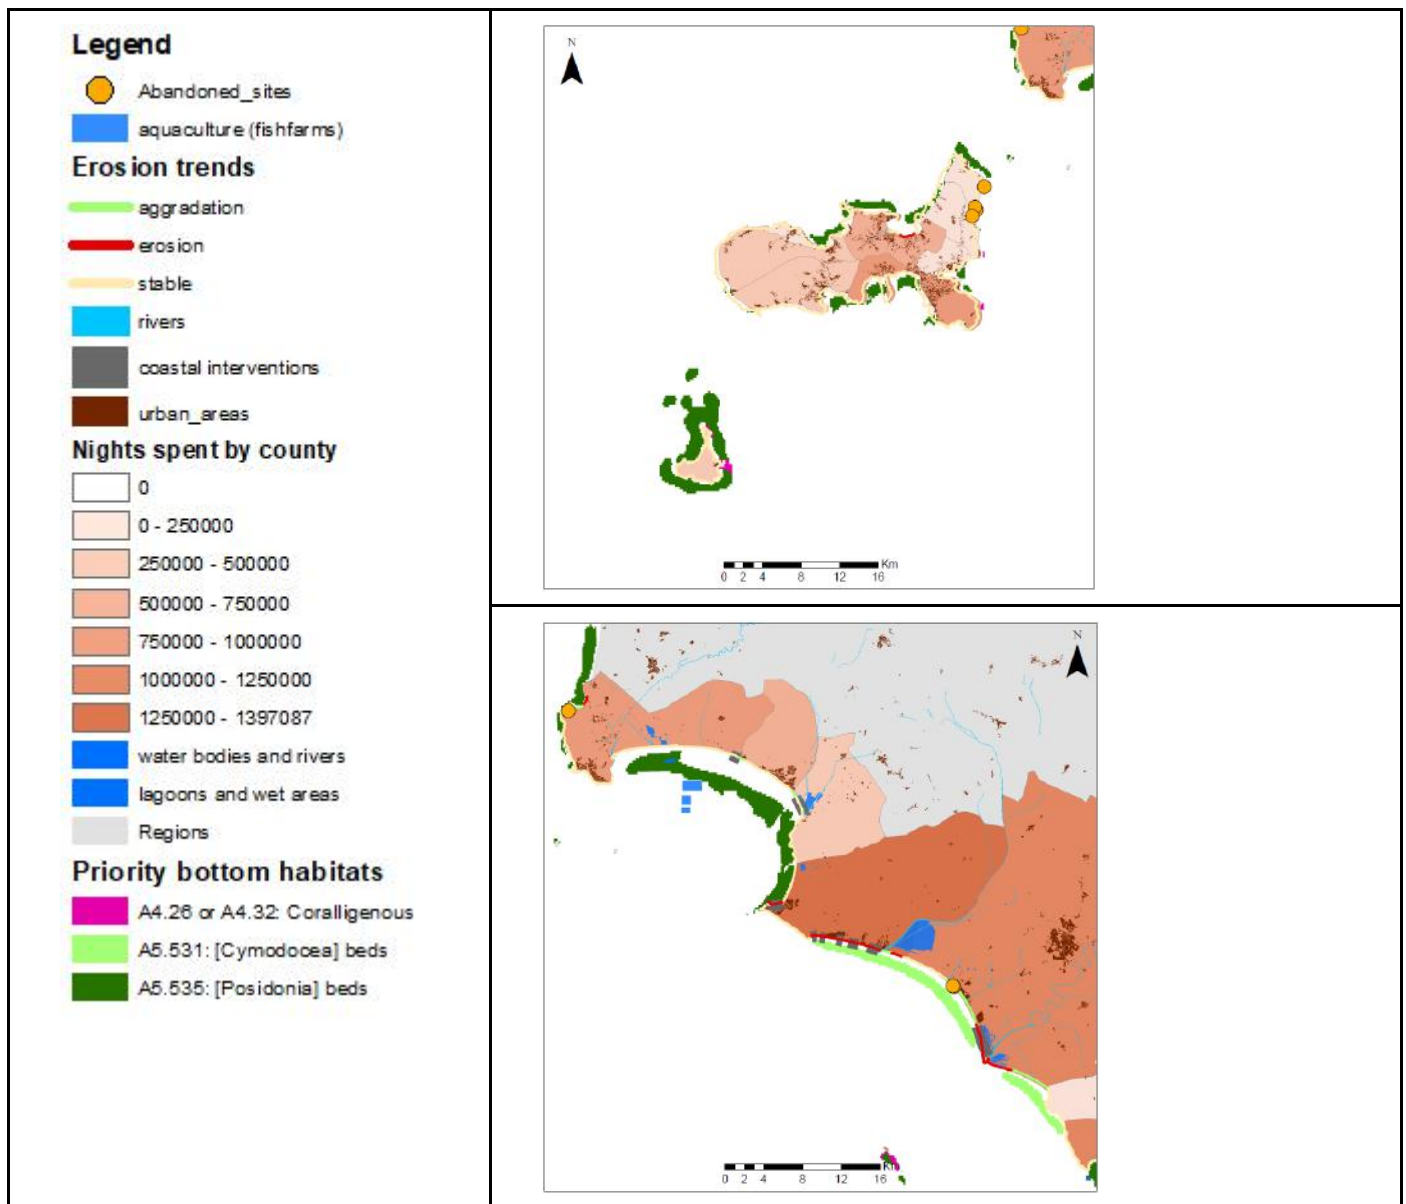 Legend
Abandoned_sites
aquaculture (fishfarms)
Erosion trends
aggradation
erosion
stable
rivers
coastal interventions
urban_areas
Nights spent by county
0
0 - 250000
250000 - 500000
500000 - 750000
750000 - 1000000
1000000 - 1250000
1250000 - 1397087
water bodies and rivers
lagoons and wet areas
Regions
Priority bottom habitats
A4.26 or A4.32: Coralligenous
A5.531: [Cymodocea] beds
A5.535: [Posidonia] beds
N
Km
0 2 4 8 12 16
N
Km
0 2 4 8 12 16